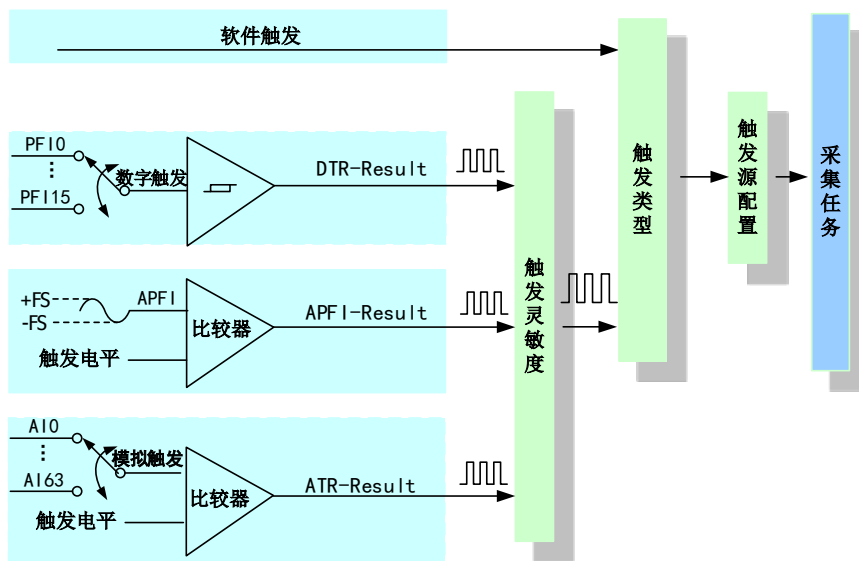 软件触发
PFI0
⋮
PFI15
数字触发
DTR-Result
+FS
-FS
APFI
触发电平
比较器
APFI-Result
AI0
⋮
AI63
模拟触发
触发电平
比较器
ATR-Result
触发灵敏度
触发类型
触发源配置
采集任务